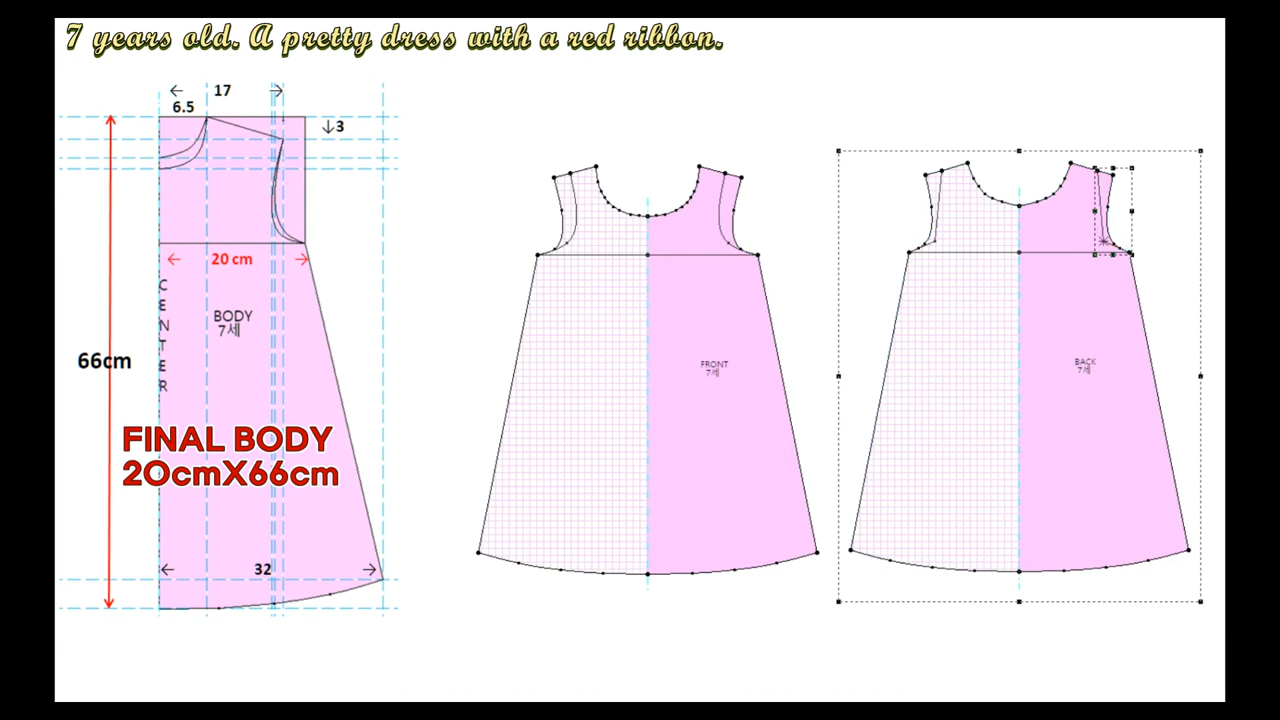 7 years old. A pretty dress with a red ribbon.
← 17 →
6.5
↓3
← 20 cm →
CENTER
BODY
7세
66cm
FINAL BODY
20cmX66cm
← 32 →
FRONT
7세
BACK
7세